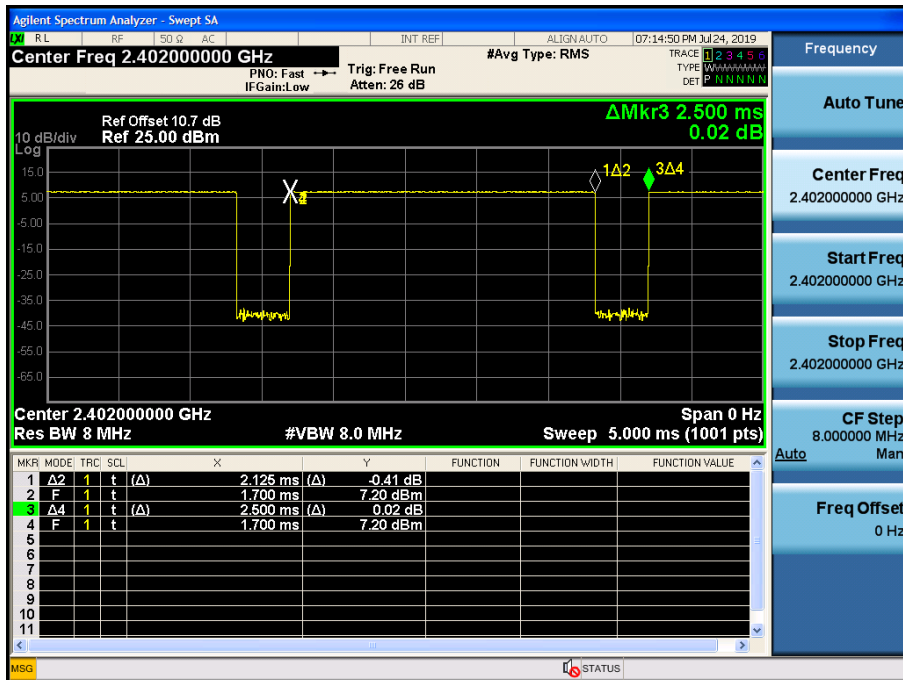 Agilent Spectrum Analyzer - Swept SA
LXI RL RF 50 Ω AC INT REF ALIGN AUTO 07:14:50 PM Jul 24, 2019
Center Freq 2.402000000 GHz
#Avg Type: RMS
PNO: Fast
IFGain:Low
Trig: Free Run
Atten: 26 dB
TRACE 1 2 3 4 5 6
TYPE WWWWWW
DET P N N N N N
ΔMkr3 2.500 ms
0.02 dB
Ref Offset 10.7 dB
10 dB/div Ref 25.00 dBm
Log
15.0
5.00
-5.00
-15.0
-25.0
-35.0
-45.0
-55.0
-65.0
X4
1Δ2
3Δ4
Center 2.402000000 GHz Span 0 Hz
Res BW 8 MHz #VBW 8.0 MHz Sweep 5.000 ms (1001 pts)
MKR MODE TRC SCL X Y FUNCTION FUNCTION WIDTH FUNCTION VALUE
1 Δ2 1 t (Δ) 2.125 ms (Δ) -0.41 dB
2 F 1 t 1.700 ms 7.20 dBm
3 Δ4 1 t (Δ) 2.500 ms (Δ) 0.02 dB
4 F 1 t 1.700 ms 7.20 dBm
5
6
7
8
9
10
11
MSG STATUS
Frequency
Auto Tune
Center Freq
2.402000000 GHz
Start Freq
2.402000000 GHz
Stop Freq
2.402000000 GHz
CF Step
8.000000 MHz
Auto Man
Freq Offset
0 Hz